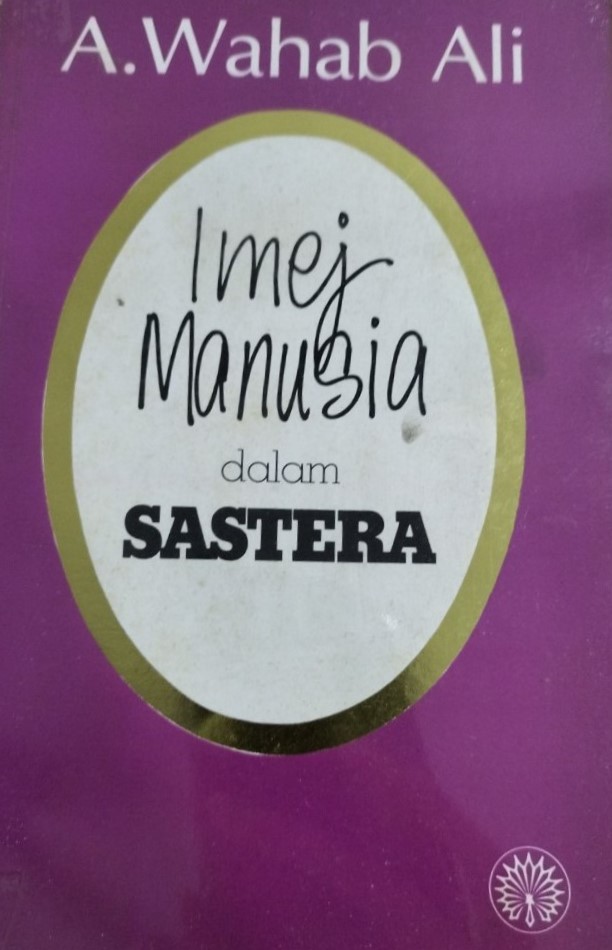 A. Wahab Ali
Imej
Manusia
dalam
SASTERA